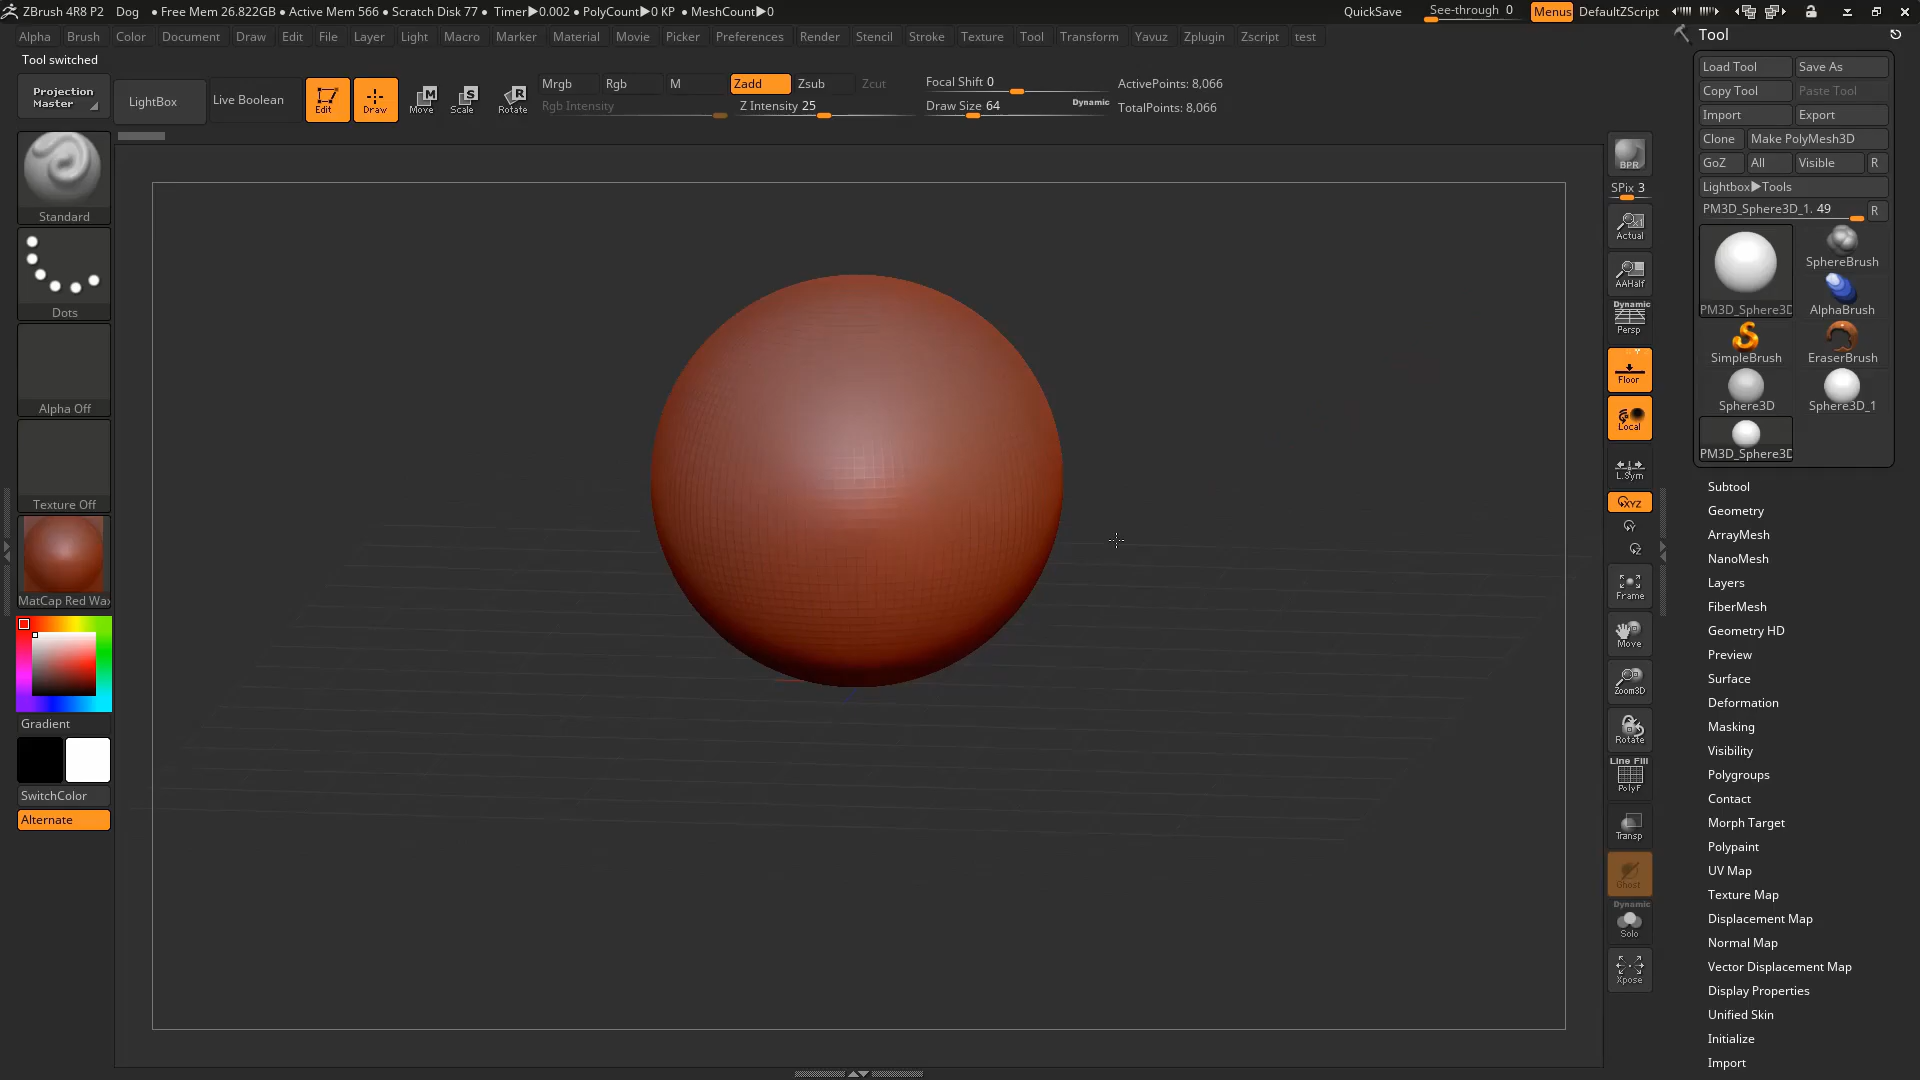 ZBrush 4R8 P2 Dog • Free Mem 26.822GB • Active Mem 566 • Scratch Disk 77 • Timer▶0.002 • PolyCount▶0 KP • MeshCount▶0 QuickSave See-through 0 Menus DefaultZScript
Alpha Brush Color Document Draw Edit File Layer Light Macro Marker Material Movie Picker Preferences Render Stencil Stroke Texture Tool Transform Yavuz Zplugin Zscript test
Tool switched
Projection
Master
LightBox
Live Boolean
Edit
Draw
Move
Scale
Rotate
M
S
R
Mrgb Rgb M Zadd Zsub Zcut
Rgb Intensity Z Intensity 25
Focal Shift 0
Draw Size 64 Dynamic
ActivePoints: 8,066
TotalPoints: 8,066
Standard
Dots
Alpha Off
Texture Off
MatCap Red Wax
Gradient
SwitchColor
Alternate
BPR
SPix 3
Actual
AAHalf
Dynamic
Persp
Floor
Local
L.Sym
XYZ
Y
Z
Frame
Move
Zoom3D
Rotate
Line Fill
PolyF
Transp
Ghost
Dynamic
Solo
Xpose
Tool
Load Tool Save As
Copy Tool Paste Tool
Import Export
Clone Make PolyMesh3D
GoZ All Visible R
Lightbox▶Tools
PM3D_Sphere3D_1. 49 R
PM3D_Sphere3D
SphereBrush
AlphaBrush
SimpleBrush EraserBrush
Sphere3D Sphere3D_1
PM3D_Sphere3D
Subtool
Geometry
ArrayMesh
NanoMesh
Layers
FiberMesh
Geometry HD
Preview
Surface
Deformation
Masking
Visibility
Polygroups
Contact
Morph Target
Polypaint
UV Map
Texture Map
Displacement Map
Normal Map
Vector Displacement Map
Display Properties
Unified Skin
Initialize
Import